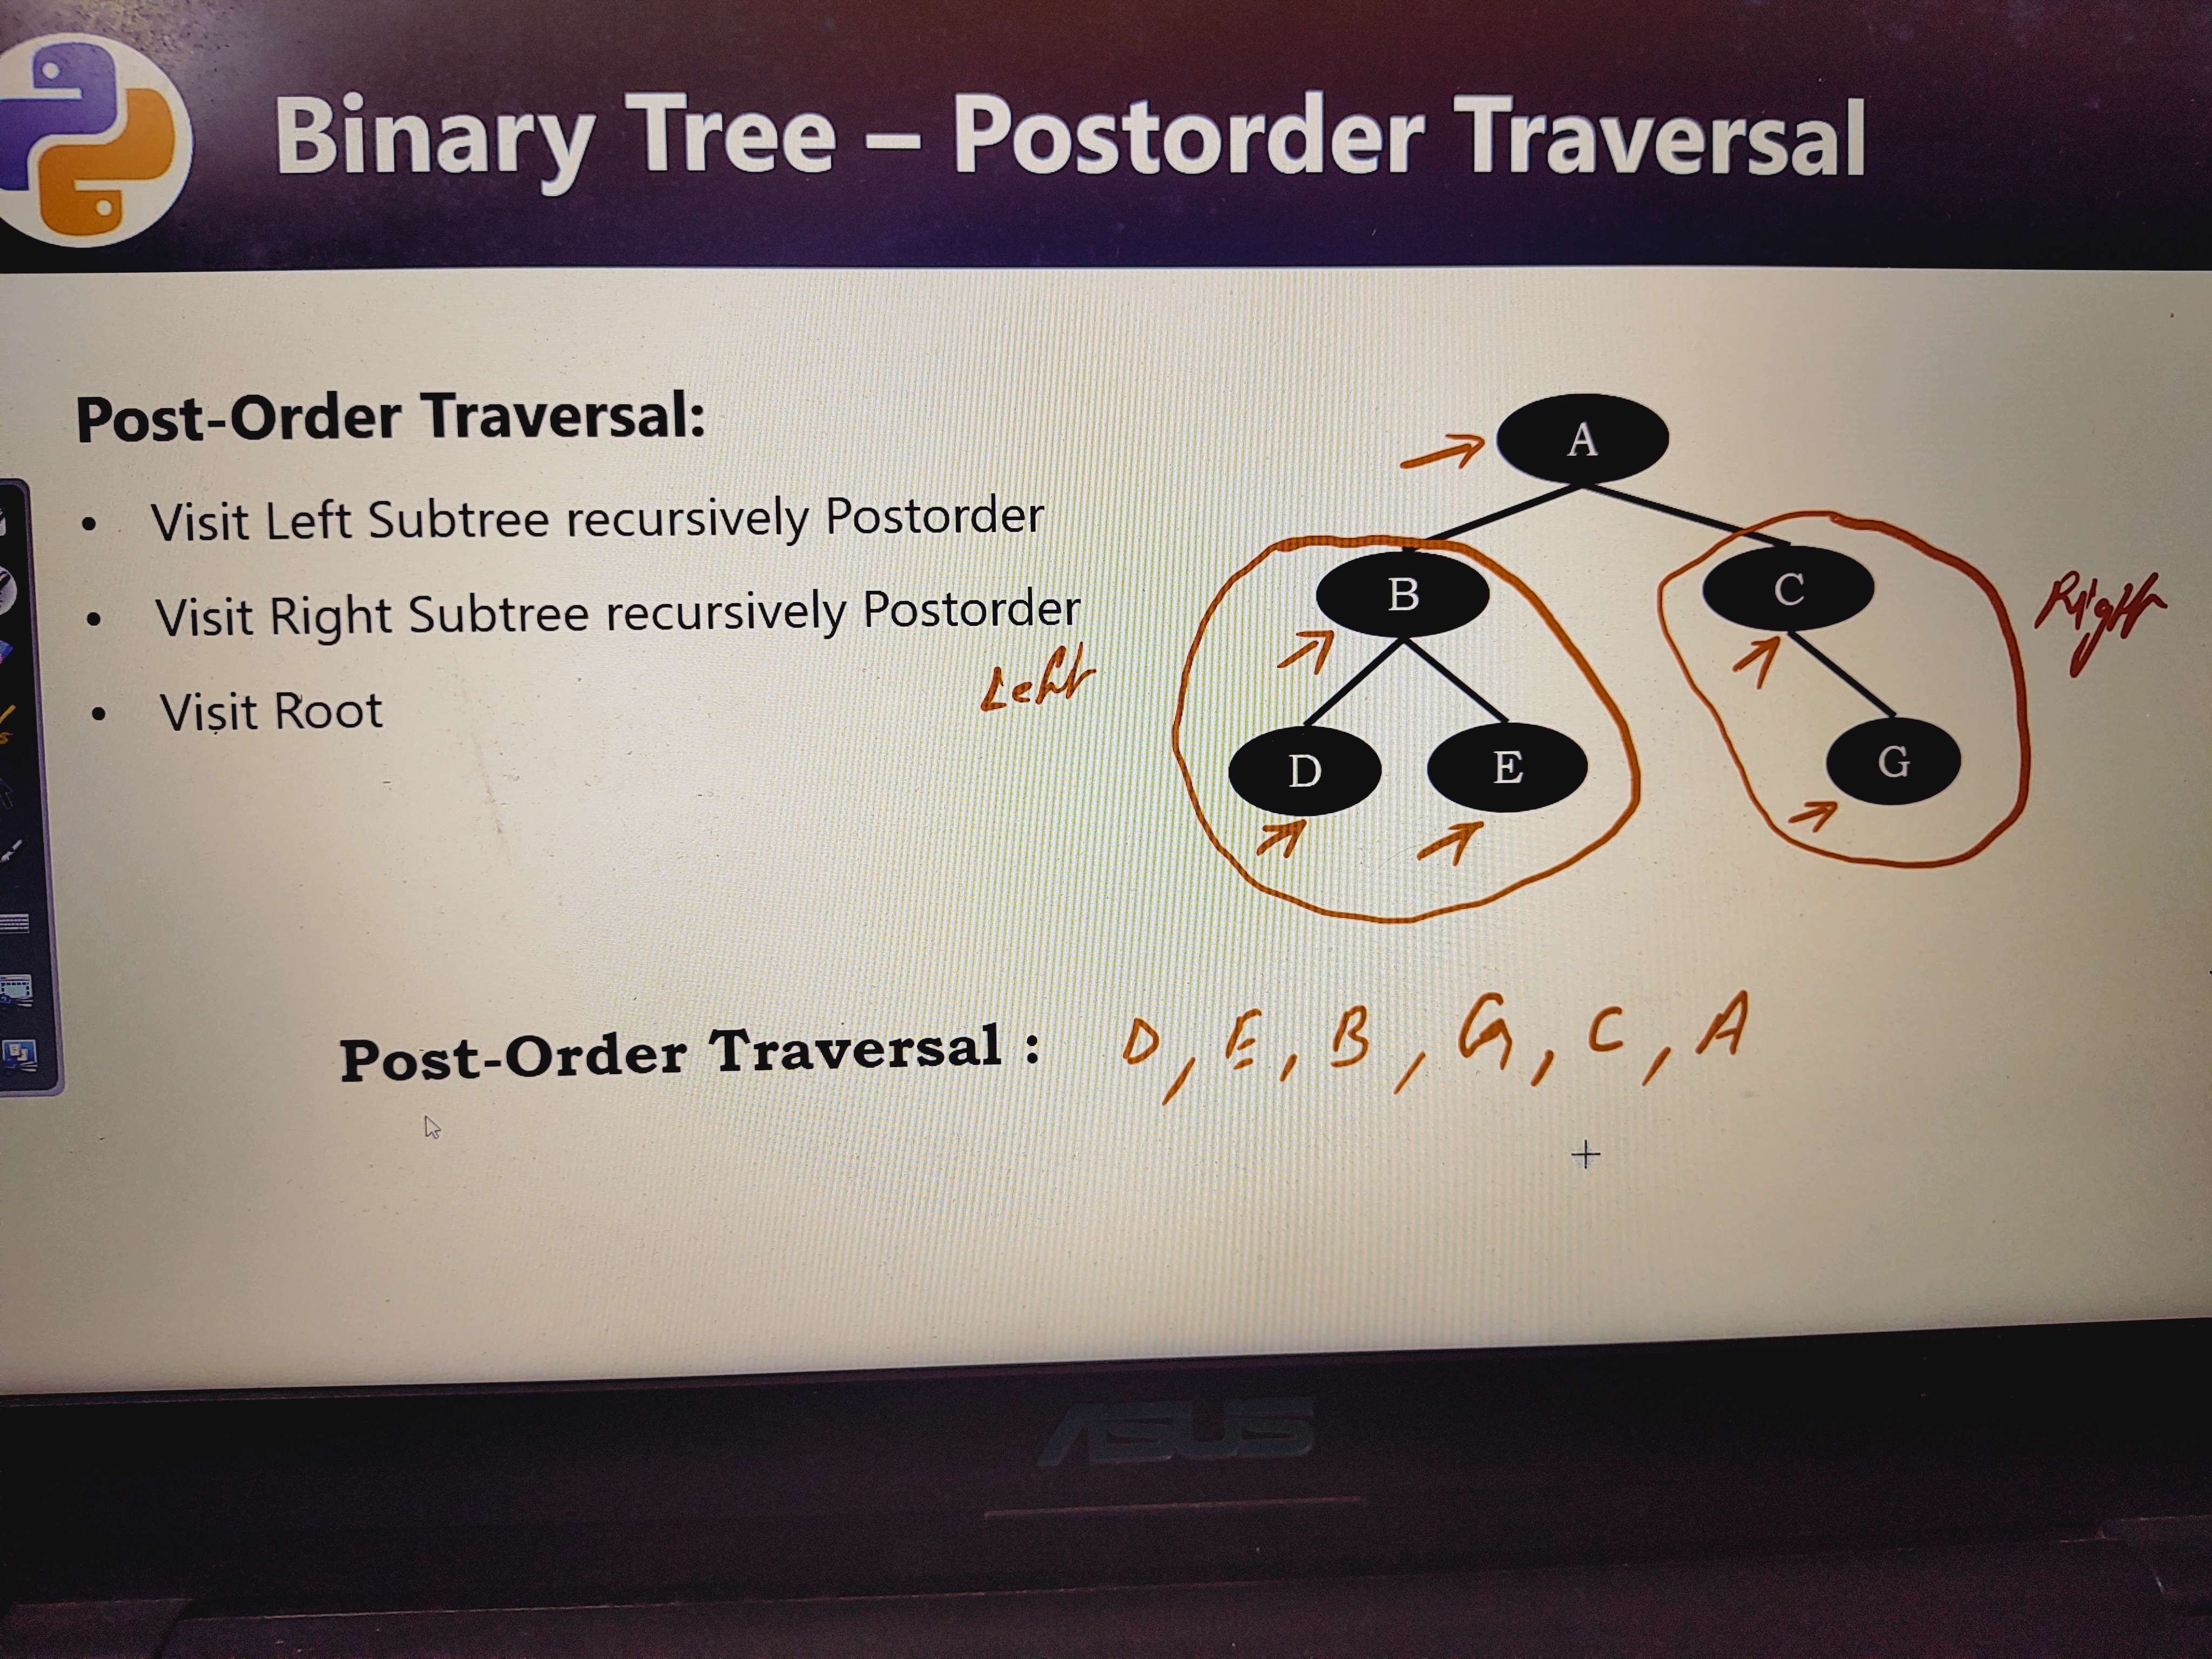 Binary Tree – Postorder Traversal
Post-Order Traversal:
• Visit Left Subtree recursively Postorder
• Visit Right Subtree recursively Postorder
• Visit Root
Left
Right
A
B
C
D
E
G
Post-Order Traversal : D, E, B, G, C, A
ASUS